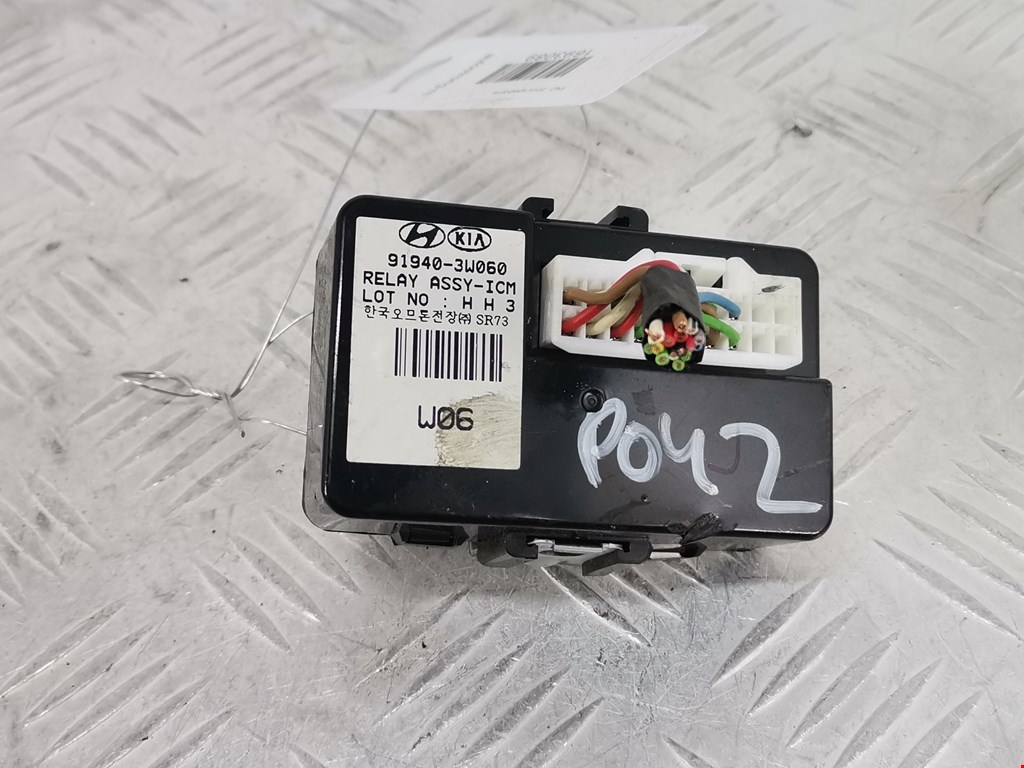 KIA
91940-3W060
RELAY ASSY-ICM
LOT NO : H H 3
한국오므론전장㈜ SR73
W06
PO42